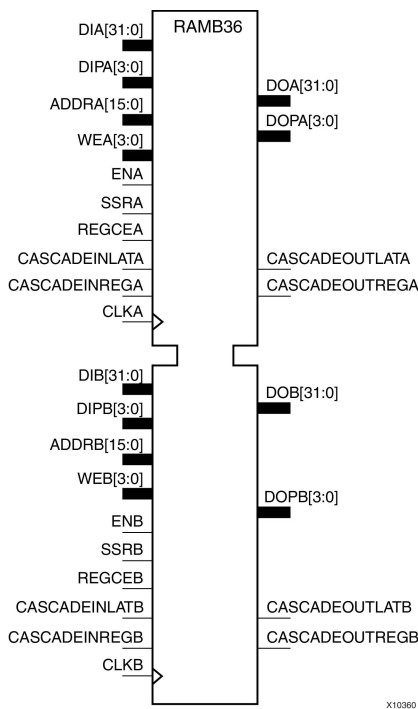 RAMB36
DIA[31:0]
DIPA[3:0]
ADDRA[15:0]
WEA[3:0]
ENA
SSRA
REGCEA
CASCADEINLATA
CASCADEINREGA
CLKA
DOA[31:0]
DOPA[3:0]
CASCADEOUTLATA
CASCADEOUTREGA
DIB[31:0]
DIPB[3:0]
ADDRB[15:0]
WEB[3:0]
ENB
SSRB
REGCEB
CASCADEINLATB
CASCADEINREGB
CLKB
DOB[31:0]
DOPB[3:0]
CASCADEOUTLATB
CASCADEOUTREGB
X10360